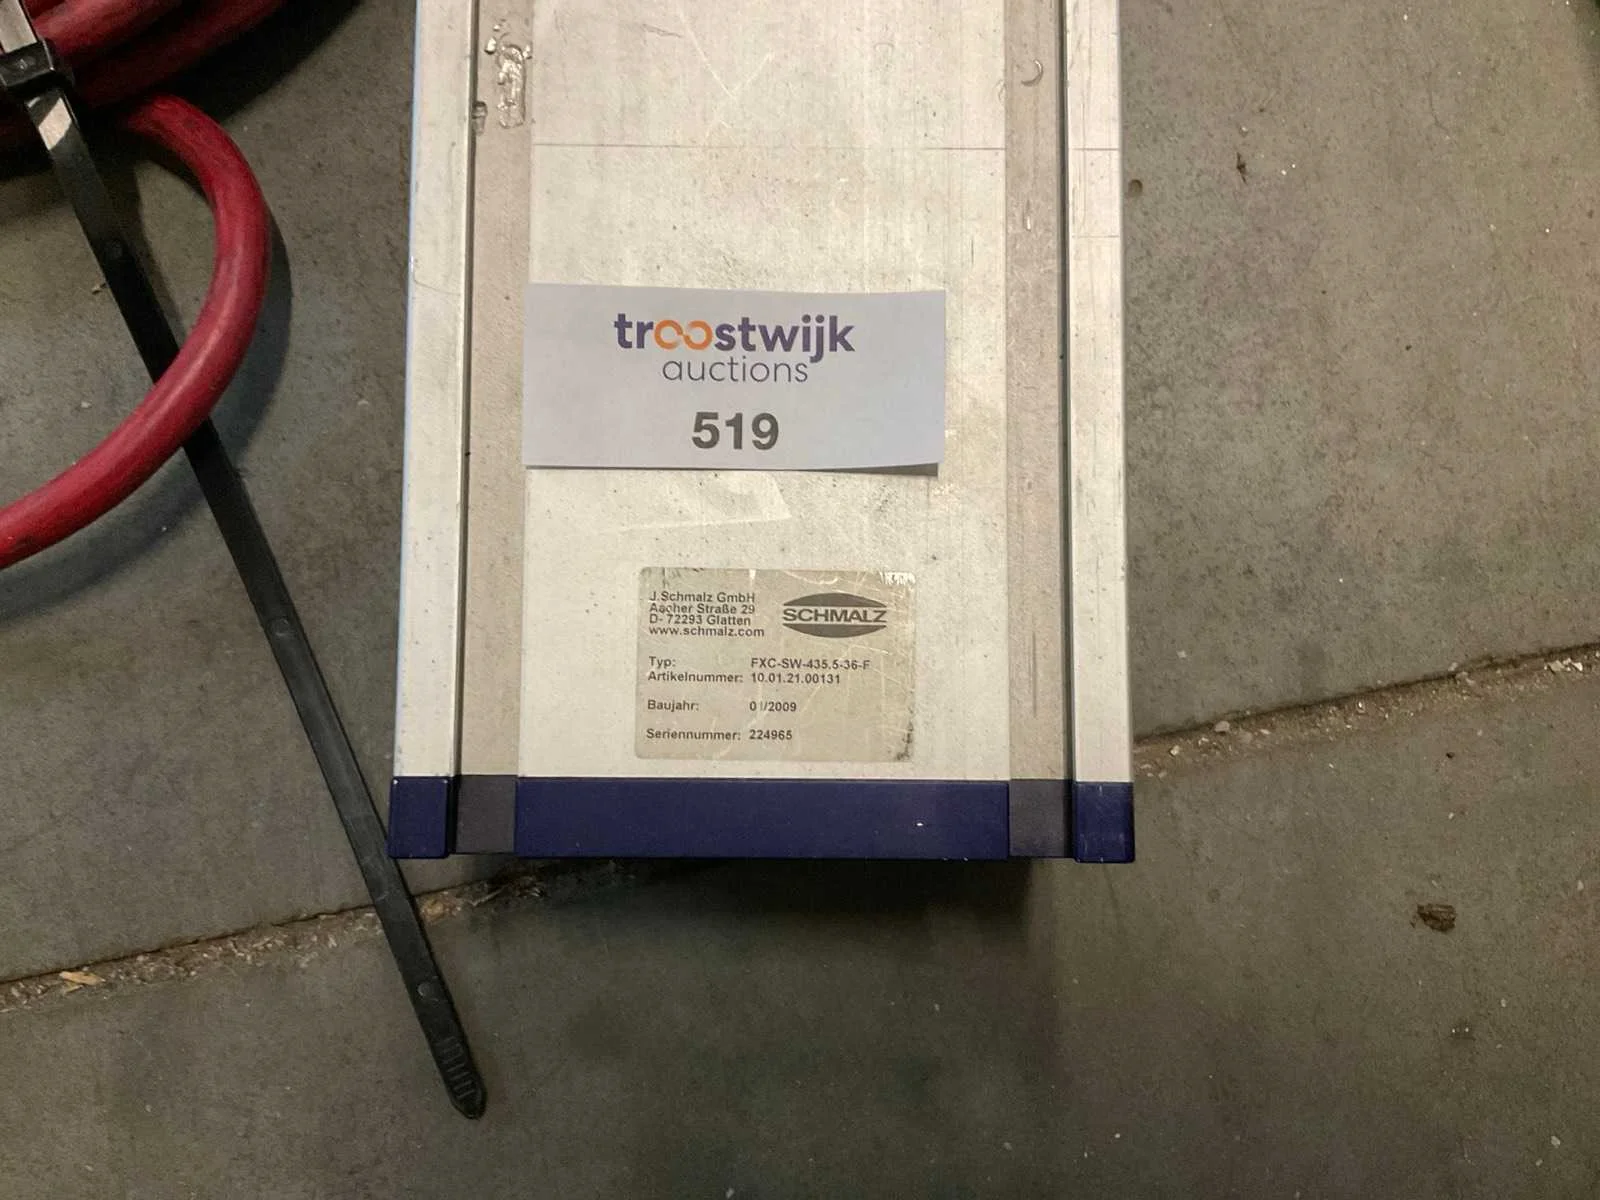 troostwijk
auctions
519
J.Schmalz GmbH
Aacher Straße 29
D- 72293 Glatten
www.schmalz.com
SCHMALZ
Typ: FXC-SW-435.5-36-F
Artikelnummer: 10.01.21.00131
Baujahr: /2009
Seriennummer: 224965